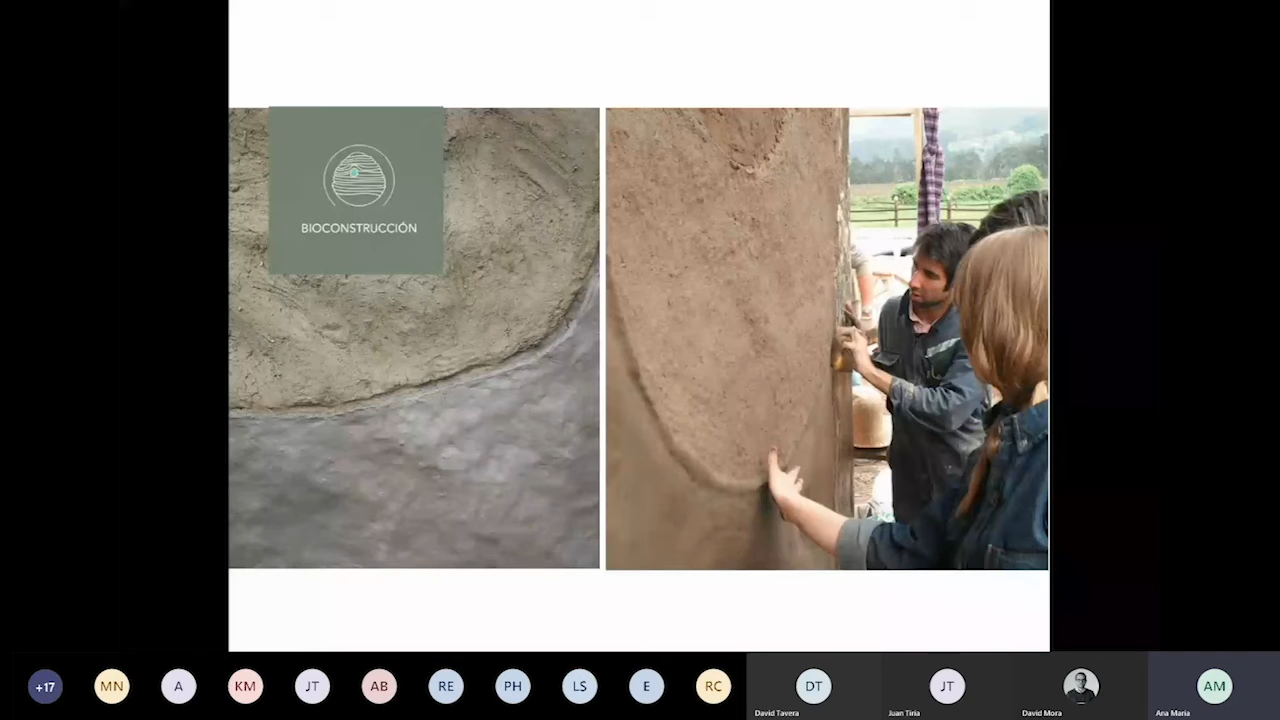 BIOCONSTRUCCIÓN
+17
MN
A
KM
JT
AB
RE
PH
LS
E
RC
DT
JT
AM
David Tavera
Juan Tiria
David Mora
Ana Maria